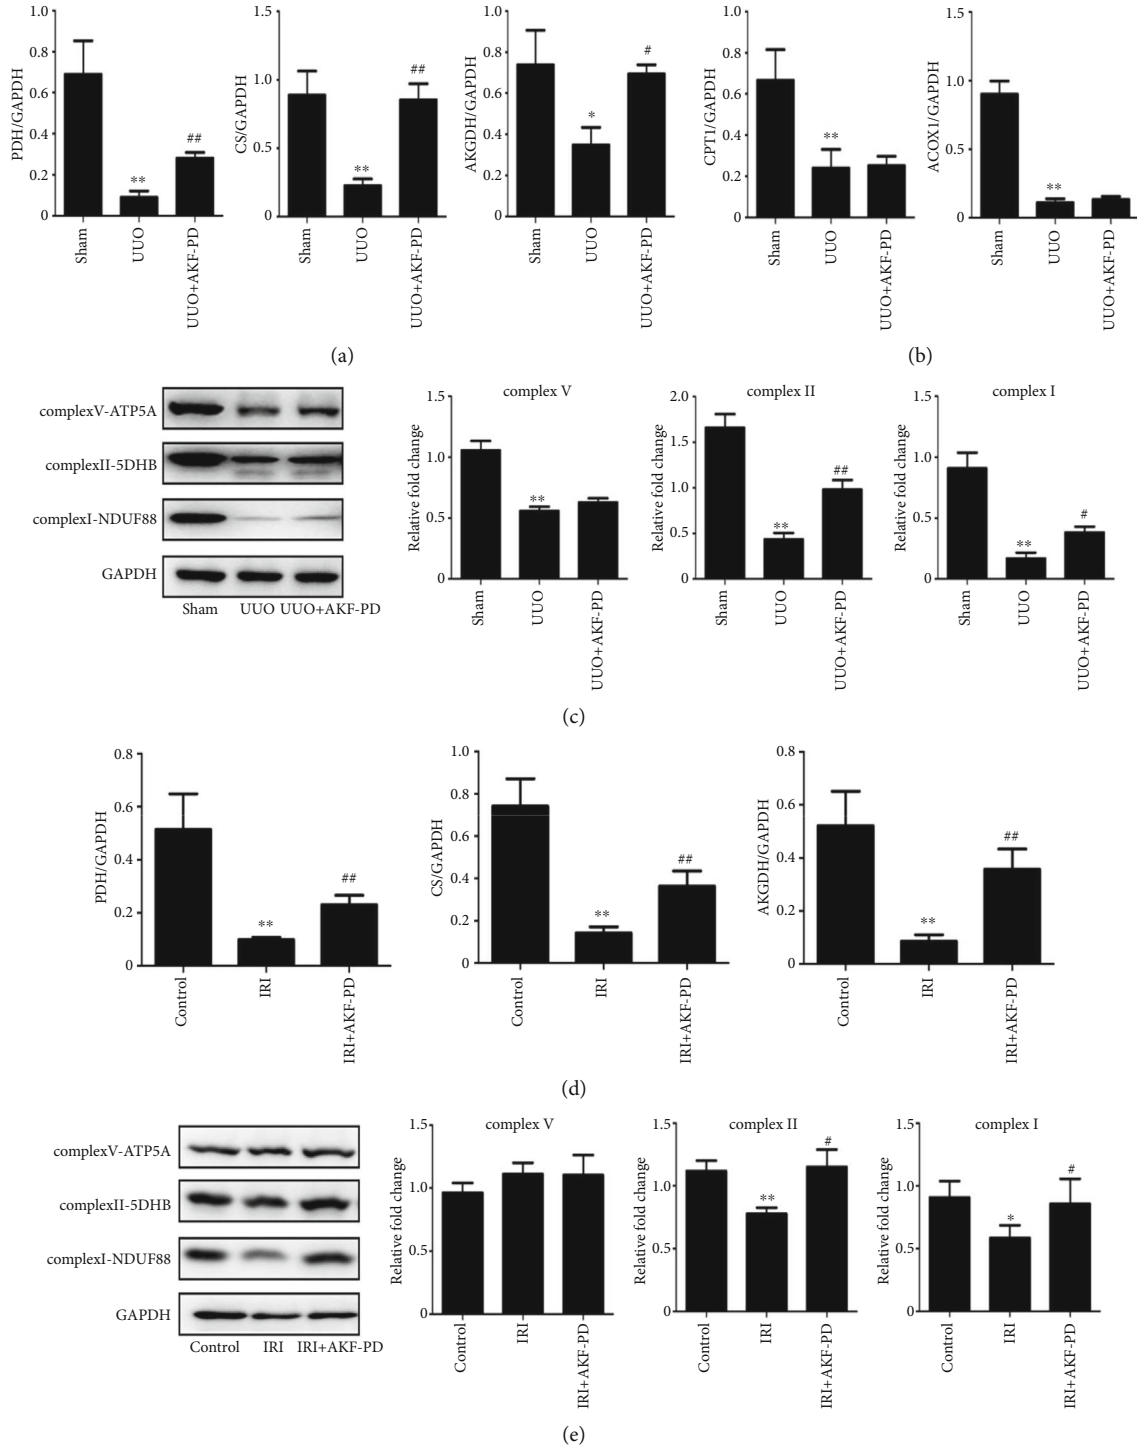 PDH/GAPDH
1.0
0.8
0.6
0.4
0.2
0
**
##
Sham
UUO
UUO+AKF-PD
CS/GAPDH
1.5
1.0
0.5
0
**
##
Sham
UUO
UUO+AKF-PD
AKGDH/GAPDH
1.0
0.8
0.6
0.4
0.2
0
*
#
Sham
UUO
UUO+AKF-PD
(a)
CPT1/GAPDH
1.0
0.8
0.6
0.4
0.2
0
**
Sham
UUO
UUO+AKF-PD
ACOX1/GAPDH
1.5
1.0
0.5
0
**
Sham
UUO
UUO+AKF-PD
(b)
complexV-ATP5A
complexII-5DHB
complexI-NDUF88
GAPDH
Sham UUO UUO+AKF-PD
complex V
Relative fold change
1.5
1.0
0.5
0
**
Sham
UUO
UUO+AKF-PD
complex II
Relative fold change
2.0
1.5
1.0
0.5
0
**
##
Sham
UUO
UUO+AKF-PD
complex I
Relative fold change
1.5
1.0
0.5
0
**
#
Sham
UUO
UUO+AKF-PD
(c)
PDH/GAPDH
0.8
0.6
0.4
0.2
0
**
##
Control
IRI
IRI+AKF-PD
CS/GAPDH
1.0
0.8
0.6
0.4
0.2
0
**
##
Control
IRI
IRI+AKF-PD
AKGDH/GAPDH
0.8
0.6
0.4
0.2
0
**
##
Control
IRI
IRI+AKF-PD
(d)
complexV-ATP5A
complexII-5DHB
complexI-NDUF88
GAPDH
Control IRI IRI+AKF-PD
complex V
Relative fold change
1.5
1.0
0.5
0.0
Control
IRI
IRI+AKF-PD
complex II
Relative fold change
1.5
1.0
0.5
0
**
#
Control
IRI
IRI+AKF-PD
complex I
Relative fold change
1.5
1.0
0.5
0
*
#
Control
IRI
IRI+AKF-PD
(e)